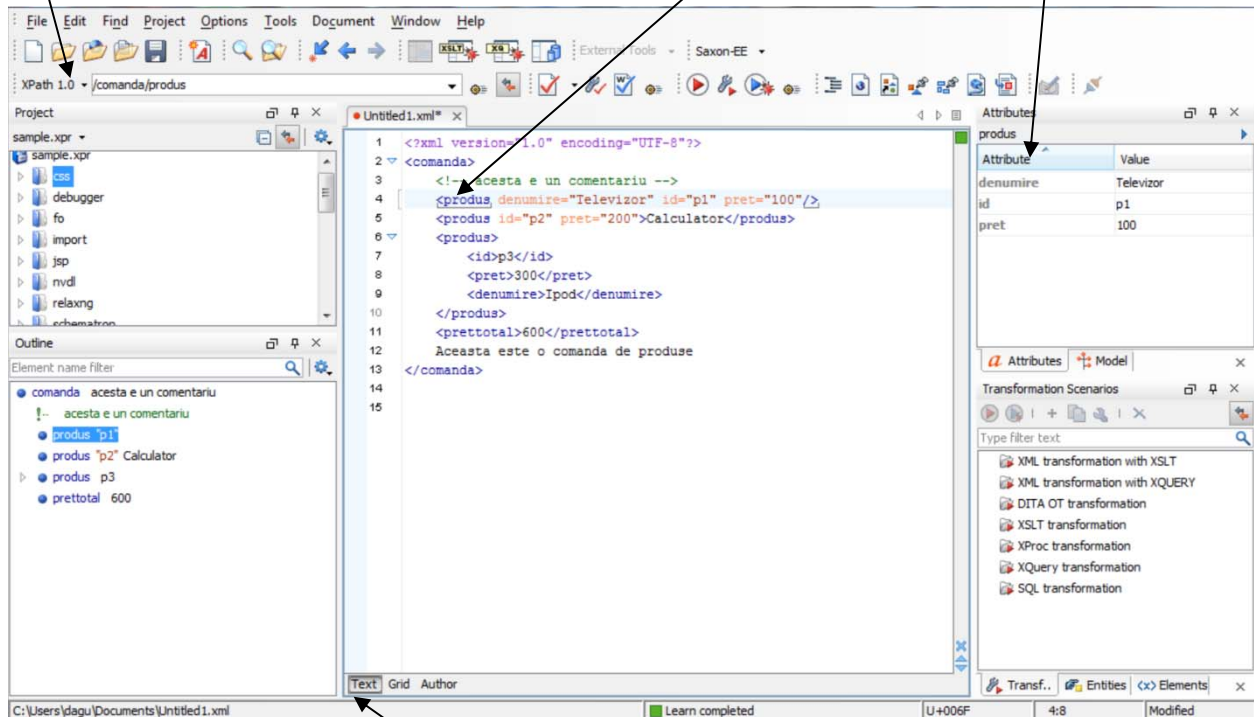 File Edit Find Project Options Tools Document Window Help
External Tools Saxon-EE
XPath 1.0 /comanda/produs
Project
sample.xpr
sample.xpr
css
debugger
fo
import
jsp
nvdl
relaxng
schematron
Outline
Element name filter
comanda acesta e un comentariu
!-- acesta e un comentariu
produs "p1"
produs "p2" Calculator
produs p3
prettotal 600
Untitled1.xml*
1 <?xml version="1.0" encoding="UTF-8"?>
2 <comanda>
3 <!-- acesta e un comentariu -->
4 <produs denumire="Televizor" id="p1" pret="100"/>
5 <produs id="p2" pret="200">Calculator</produs>
6 <produs>
7 <id>p3</id>
8 <pret>300</pret>
9 <denumire>Ipod</denumire>
10 </produs>
11 <prettotal>600</prettotal>
12 Aceasta este o comanda de produse
13 </comanda>
14
15
Text Grid Author
Attributes
produs
Attribute Value
denumire Televizor
id p1
pret 100
Attributes Model
Transformation Scenarios
Type filter text
XML transformation with XSLT
XML transformation with XQUERY
DITA OT transformation
XSLT transformation
XProc transformation
XQuery transformation
SQL transformation
Transf.. Entities <x> Elements
C:\Users\dagu\Documents\Untitled1.xml Learn completed U+006F 4:8 Modified